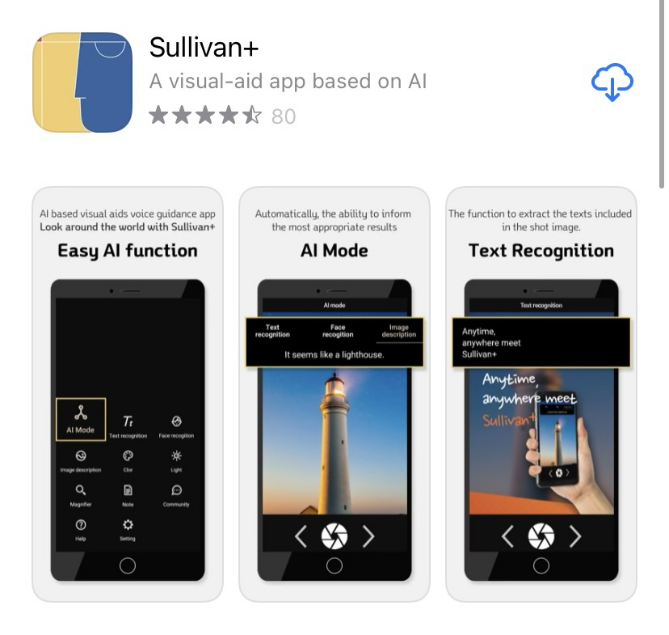 Sullivan+
A visual-aid app based on AI
80
AI based visual aids voice guidance app
Look around the world with Sullivan+
Easy AI function
AI Mode
Text recognition
Face recognition
Image description
Clor
Light
Magnifier
Note
Community
Help
Setting
Automatically, the ability to inform
the most appropriate results
AI Mode
AI mode
Text
recognition
Face
recogition
Image
description
It seems like a lighthouse.
The function to extract the texts included
in the shot image.
Text Recognition
Text recognition
Anytime,
anywhere meet
Sullivan+
Anytime,
anywhere meet
Sullivan+